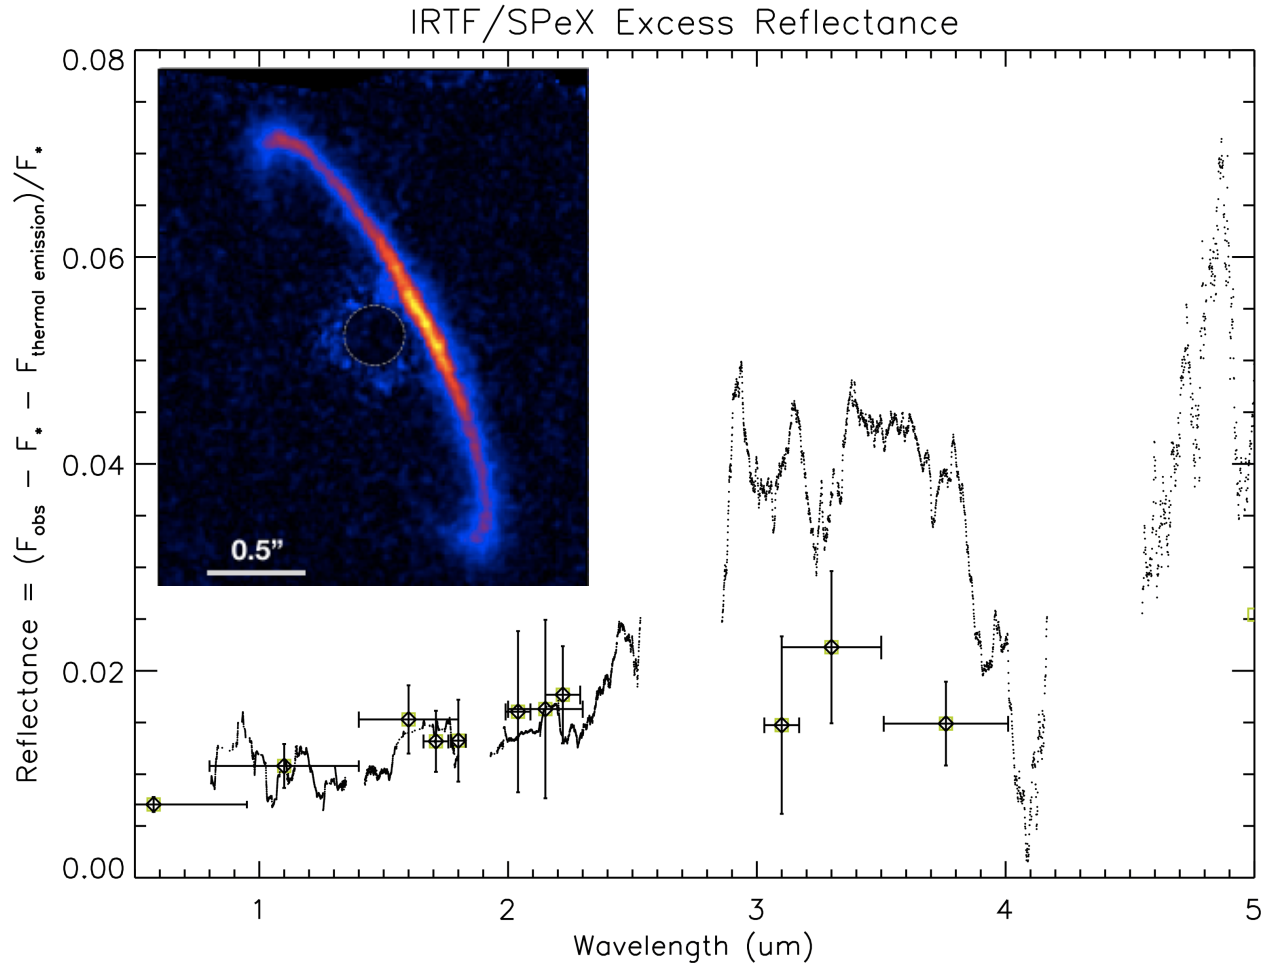 IRTF/SPeX Excess Reflectance
Reflectance = (Fobs − F* − Fthermal emission)/F*
0.08
0.06
0.04
0.02
0.00
0.5”
1 2 3 4 5
Wavelength (um)